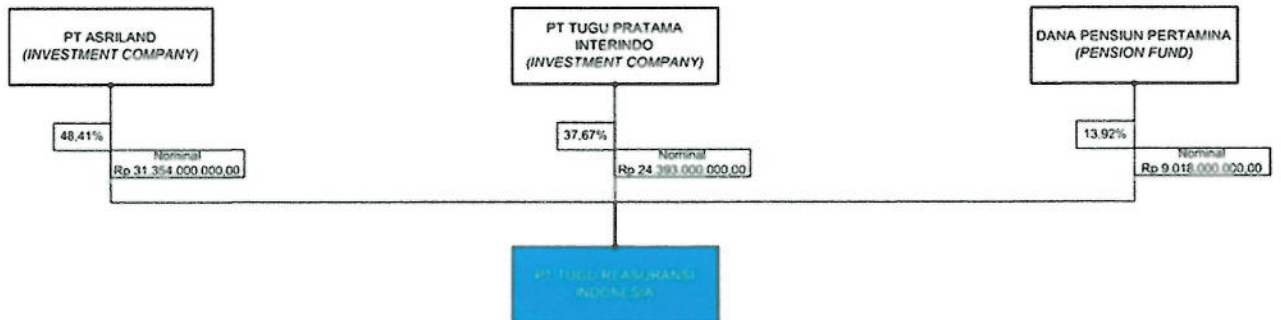 PT ASRILAND
(INVESTMENT COMPANY)
PT TUGU PRATAMA
INTERINDO
(INVESTMENT COMPANY)
DANA PENSIUN PERTAMINA
(PENSION FUND)
48,41%
Nominal
Rp 31.354.000.000,00
37,67%
Nominal
Rp 24.393.000.000,00
13,92%
Nominal
Rp 9.018.000.000,00
PT TUGU REASURANSI
INDONESIA